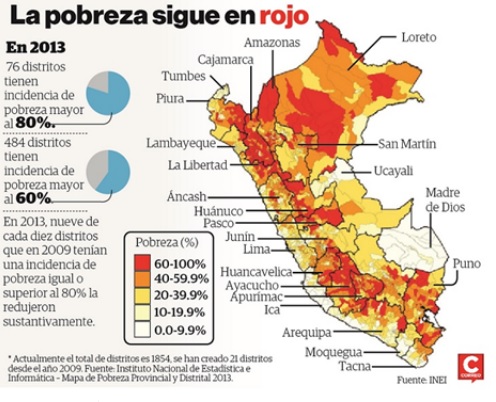 La pobreza sigue en rojo
En 2013
76 distritos
tienen
incidencia de
pobreza mayor
al 80%.
484 distritos
tienen
incidencia de
pobreza mayor
al 60%.
En 2013, nueve de
cada diez distritos
que en 2009 tenían
una incidencia de
pobreza igual o
superior al 80% la
redujeron
sustantivamente.
Loreto
Amazonas
Cajamarca
Tumbes
Piura
Lambayeque
La Libertad
San Martín
Ucayali
Madre
de Dios
Áncash
Huánuco
Pasco
Junín
Lima
Huancavelica
Ayacucho
Apurímac
Ica
Puno
Arequipa
Moquegua
Tacna
Pobreza (%)
60-100%
40-59.9%
20-39.9%
10-19.9%
0.0-9.9%
* Actualmente el total de distritos es 1854, se han creado 21 distritos
desde el año 2009. Fuente: Instituto Nacional de Estadística e
Informática - Mapa de Pobreza Provincial y Distrital 2013.
Fuente: INEI
C
CORREO